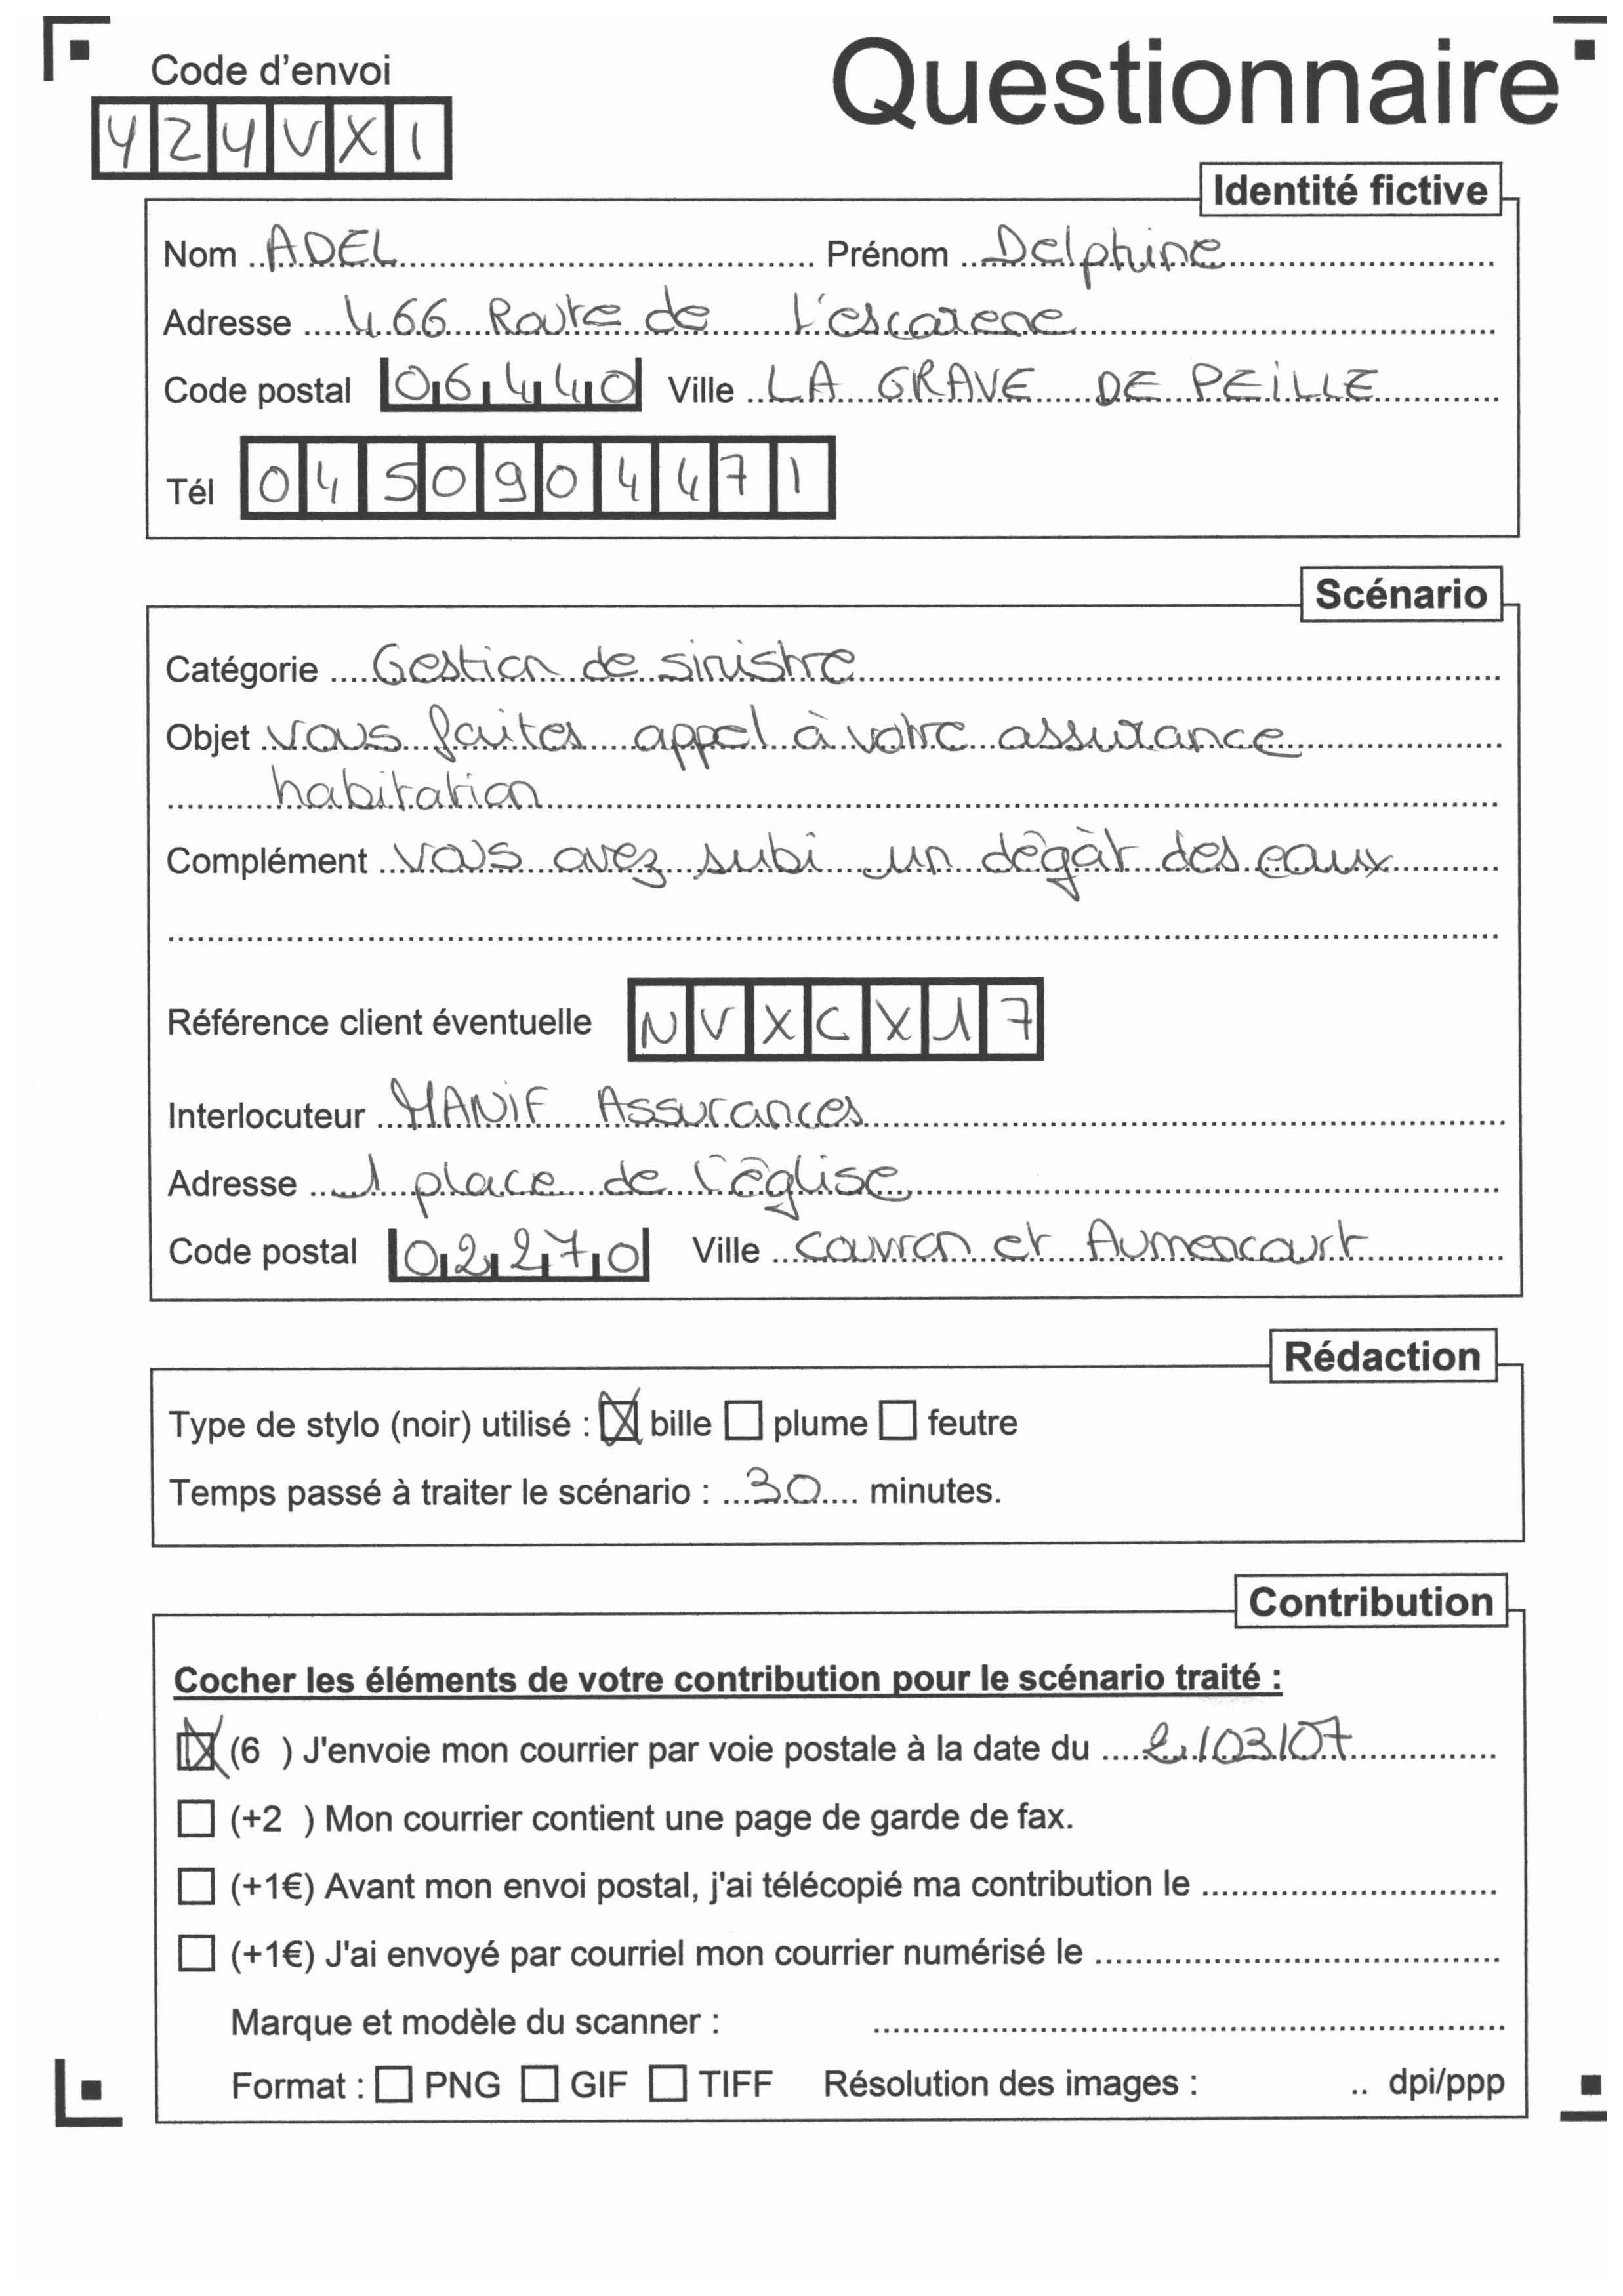 Code d'envoi
Questionnaire
Y Z Y V X 1
Identité fictive
Nom ADEL Prénom Delphine
Adresse 466 Route de L'escarene
Code postal 06440 Ville LA GRAVE DE PEILLE
Tél 0450904471
Scénario
Catégorie Gestion de sinistre
Objet vous faites appel à votre assurance
habitation
Complément vous avez subi un dégât des eaux
Référence client éventuelle NVXCX17
Interlocuteur MANIF Assurances
Adresse 1 place de l'église
Code postal 02270 Ville couvron et Aumencourt
Rédaction
Type de stylo (noir) utilisé : ☒ bille ☐ plume ☐ feutre
Temps passé à traiter le scénario : 30 minutes.
Contribution
Cocher les éléments de votre contribution pour le scénario traité :
☒ (6 ) J'envoie mon courrier par voie postale à la date du /03/07
☐ (+2 ) Mon courrier contient une page de garde de fax.
☐ (+1€) Avant mon envoi postal, j'ai télécopié ma contribution le
☐ (+1€) J'ai envoyé par courriel mon courrier numérisé le
Marque et modèle du scanner :
Format : ☐ PNG ☐ GIF ☐ TIFF Résolution des images : .. dpi/ppp